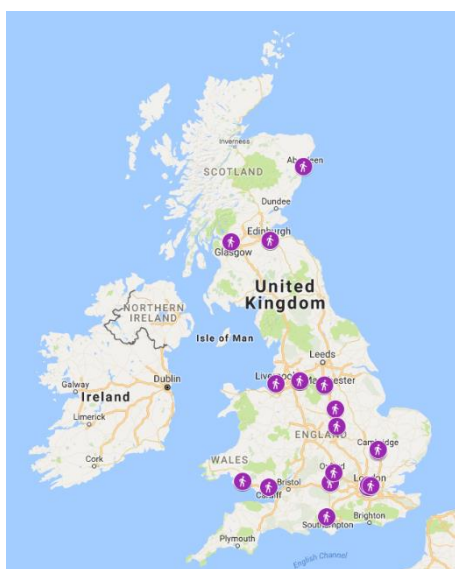 Inverness
Aberdeen
SCOTLAND
Dundee
Edinburgh
Glasgow
United
Kingdom
NORTHERN
IRELAND
Isle of Man
Leeds
Manchester
Galway
Dublin
Ireland
Limerick
ENGLAND
Cambridge
Cork
WALES
London
Bristol
Cardiff
Southampton
Brighton
Plymouth
English Channel